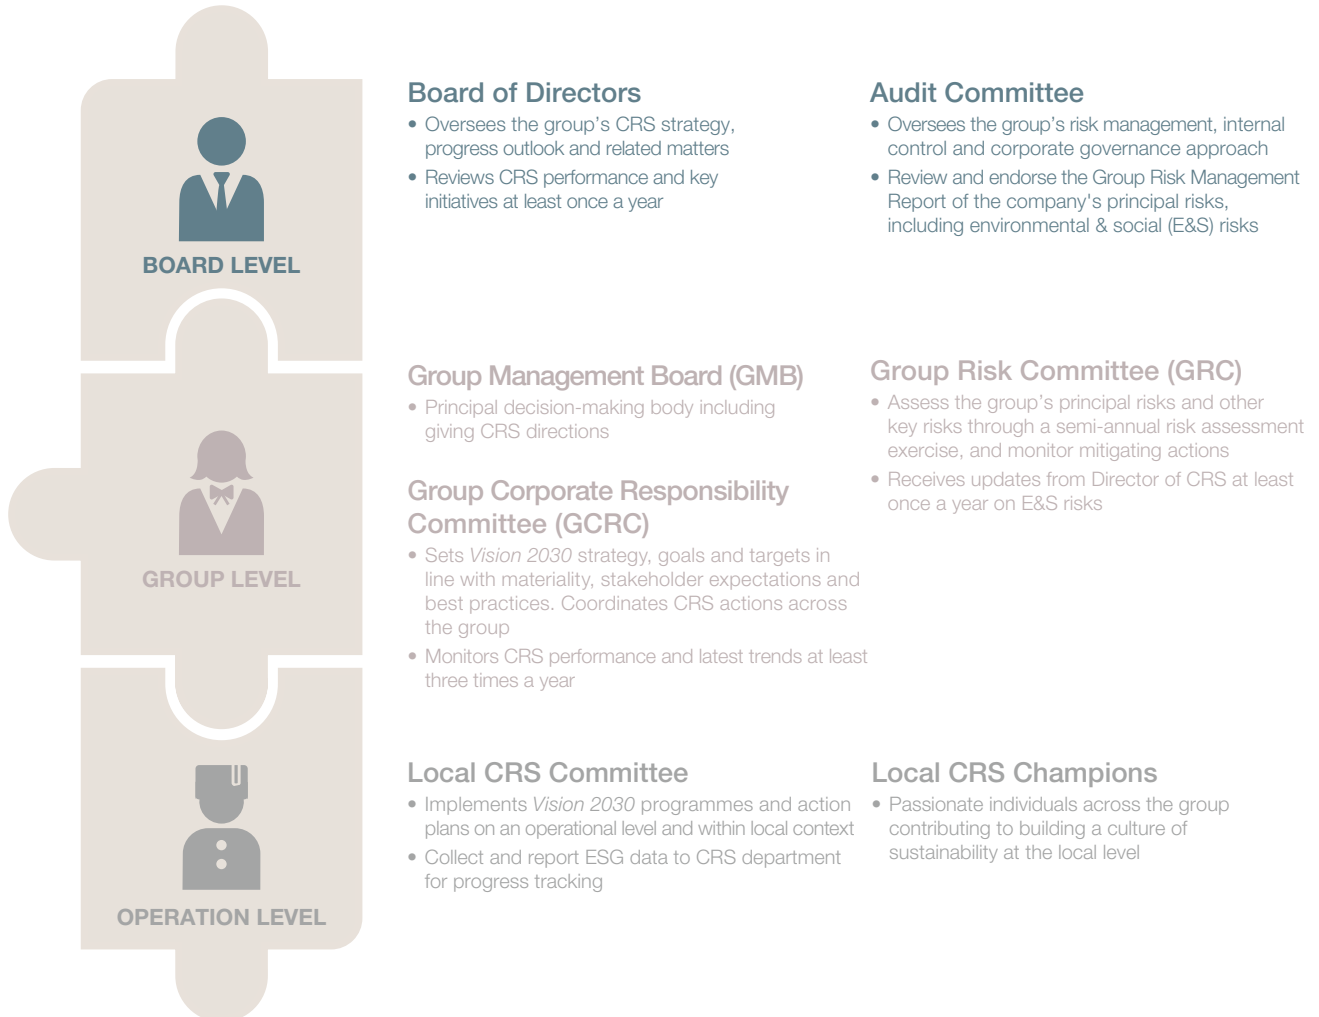 BOARD LEVEL
Board of Directors
• Oversees the group’s CRS strategy,
progress outlook and related matters
• Reviews CRS performance and key
initiatives at least once a year
Audit Committee
• Oversees the group’s risk management, internal
control and corporate governance approach
• Review and endorse the Group Risk Management
Report of the company's principal risks,
including environmental & social (E&S) risks
GROUP LEVEL
Group Management Board (GMB)
• Principal decision-making body including
giving CRS directions
Group Corporate Responsibility
Committee (GCRC)
• Sets Vision 2030 strategy, goals and targets in
line with materiality, stakeholder expectations and
best practices. Coordinates CRS actions across
the group
• Monitors CRS performance and latest trends at least
three times a year
Group Risk Committee (GRC)
• Assess the group’s principal risks and other
key risks through a semi-annual risk assessment
exercise, and monitor mitigating actions
• Receives updates from Director of CRS at least
once a year on E&S risks
OPERATION LEVEL
Local CRS Committee
• Implements Vision 2030 programmes and action
plans on an operational level and within local context
• Collect and report ESG data to CRS department
for progress tracking
Local CRS Champions
• Passionate individuals across the group
contributing to building a culture of
sustainability at the local level